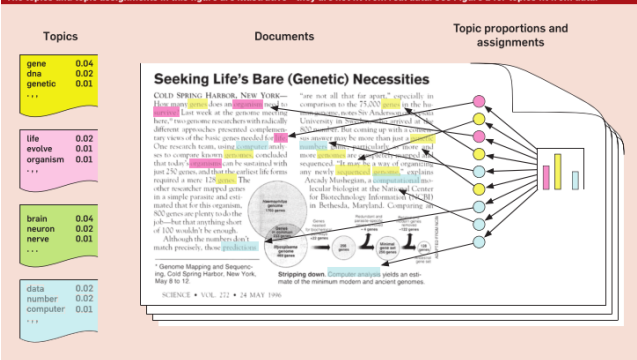 Topics
gene 0.04
dna 0.02
genetic 0.01
. , ,
life 0.02
evolve 0.01
organism 0.01
. , ,
brain 0.04
neuron 0.02
nerve 0.01
. , ,
data 0.02
number 0.02
computer 0.01
. , ,
Documents
Seeking Life's Bare (Genetic) Necessities
COLD SPRING HARBOR, NEW YORK—
How many genes does an organism need to
survive? Last week at the genome meeting
here,* two genome researchers with radically
different approaches presented complemen-
tary views of the basic genes needed for life.
One research team, using computer analy-
ses to compare known genomes, concluded
that today's organisms can be sustained with
just 250 genes, and that the earliest life forms
required a mere 128 genes. The
other researcher mapped genes
in a simple parasite and esti-
mated that for this organism,
800 genes are plenty to do the
job—but that anything short
of 100 wouldn't be enough.
Although the numbers don't
match precisely, those predictions
* Genome Mapping and Sequenc-
ing, Cold Spring Harbor, New York,
May 8 to 12.
"are not all that far apart," especially in
comparison to the 75,000 genes in the hu-
man genome, notes Siv Andersson
University in arrived at the
800 number. But coming up with a
answer may be more than just a
numbers particularly more and
more genomes are completely mapped and
sequenced. "It may be a way of organizing
any newly sequenced genome," explains
Arcady Mushegian, a computational mo-
lecular biologist at the National Center
for Biotechnology Information (NCBI)
in Bethesda, Maryland. Comparing an
Stripping down. Computer analysis yields an esti-
mate of the minimum modern and ancient genomes.
SCIENCE • VOL. 272 • 24 MAY 1996
Topic proportions and
assignments